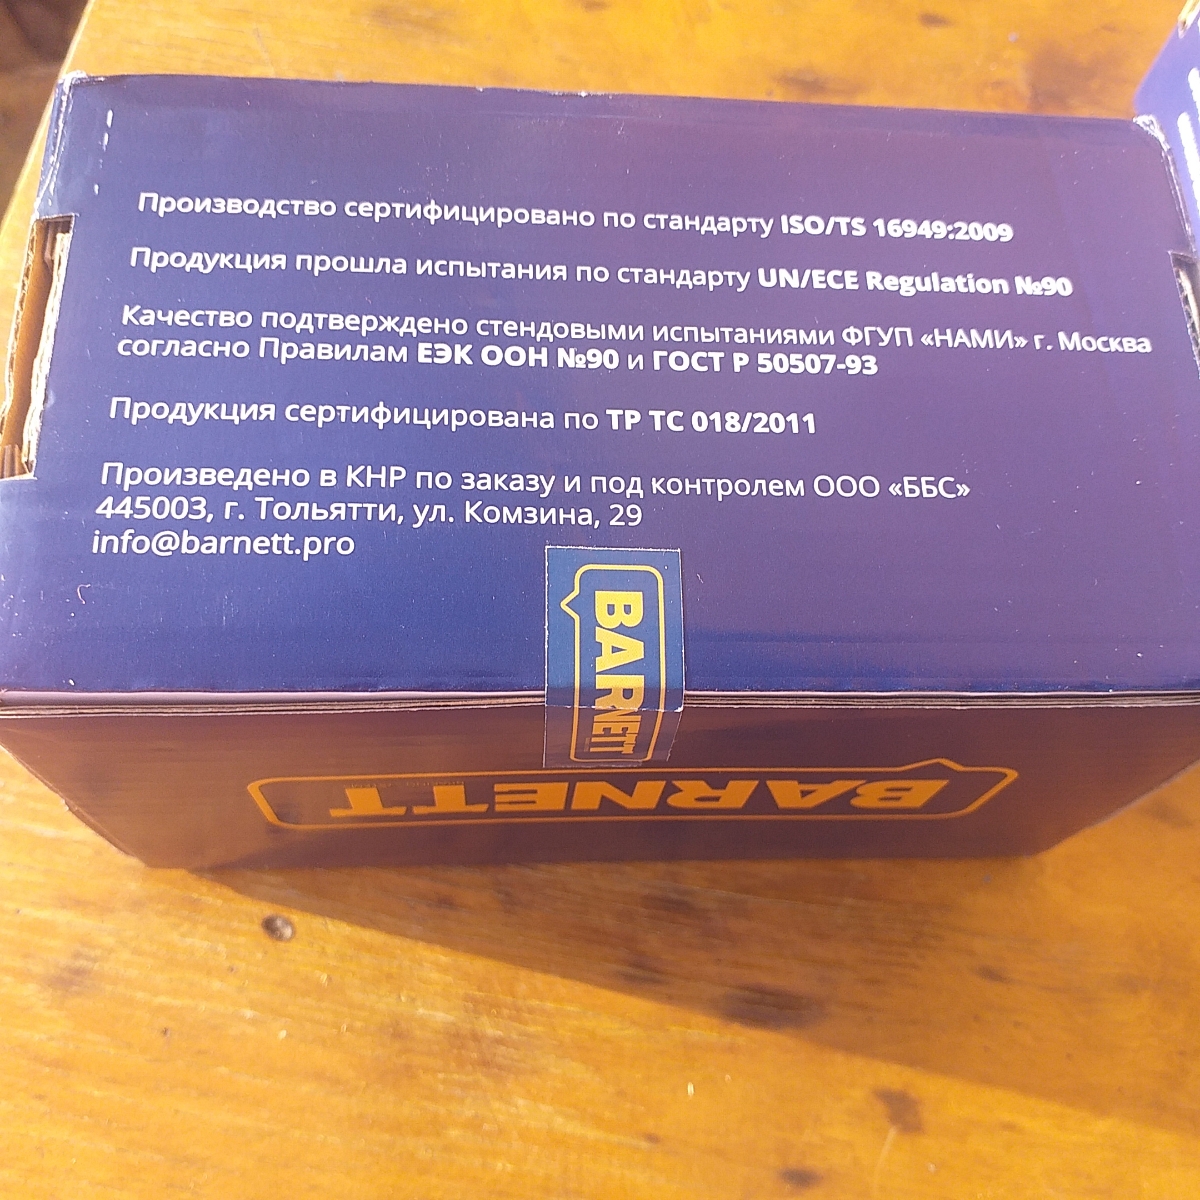 Производство сертифицировано по стандарту ISO/TS 16949:2009
Продукция прошла испытания по стандарту UN/ECE Regulation №90
Качество подтверждено стендовыми испытаниями ФГУП «НАМИ» г. Москва
согласно Правилам ЕЭК ООН №90 и ГОСТ Р 50507-93
Продукция сертифицирована по ТР ТС 018/2011
Произведено в КНР по заказу и под контролем ООО «ББС»
445003, г. Тольятти, ул. Комзина, 29
info@barnett.pro
BARNETT
BARNETT